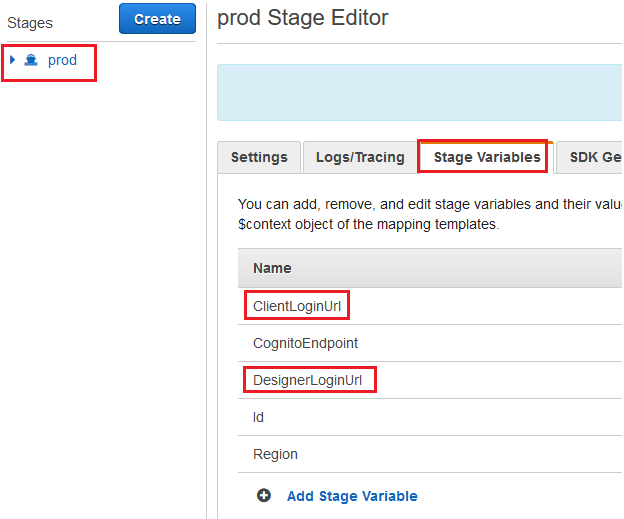 Stages
Create
prod
prod Stage Editor
Settings
Logs/Tracing
Stage Variables
SDK Ge
You can add, remove, and edit stage variables and their valu
$context object of the mapping templates.
Name
ClientLoginUrl
CognitoEndpoint
DesignerLoginUrl
Id
Region
Add Stage Variable